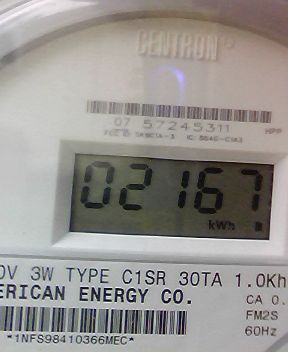 CENTRON®
07 57245311
HPP
02167
kWh
0V 3W TYPE C1SR 30TA 1.0Kh
ERICAN ENERGY CO.
CA 0.
FM2S
60Hz
*1NFS98410366MEC*